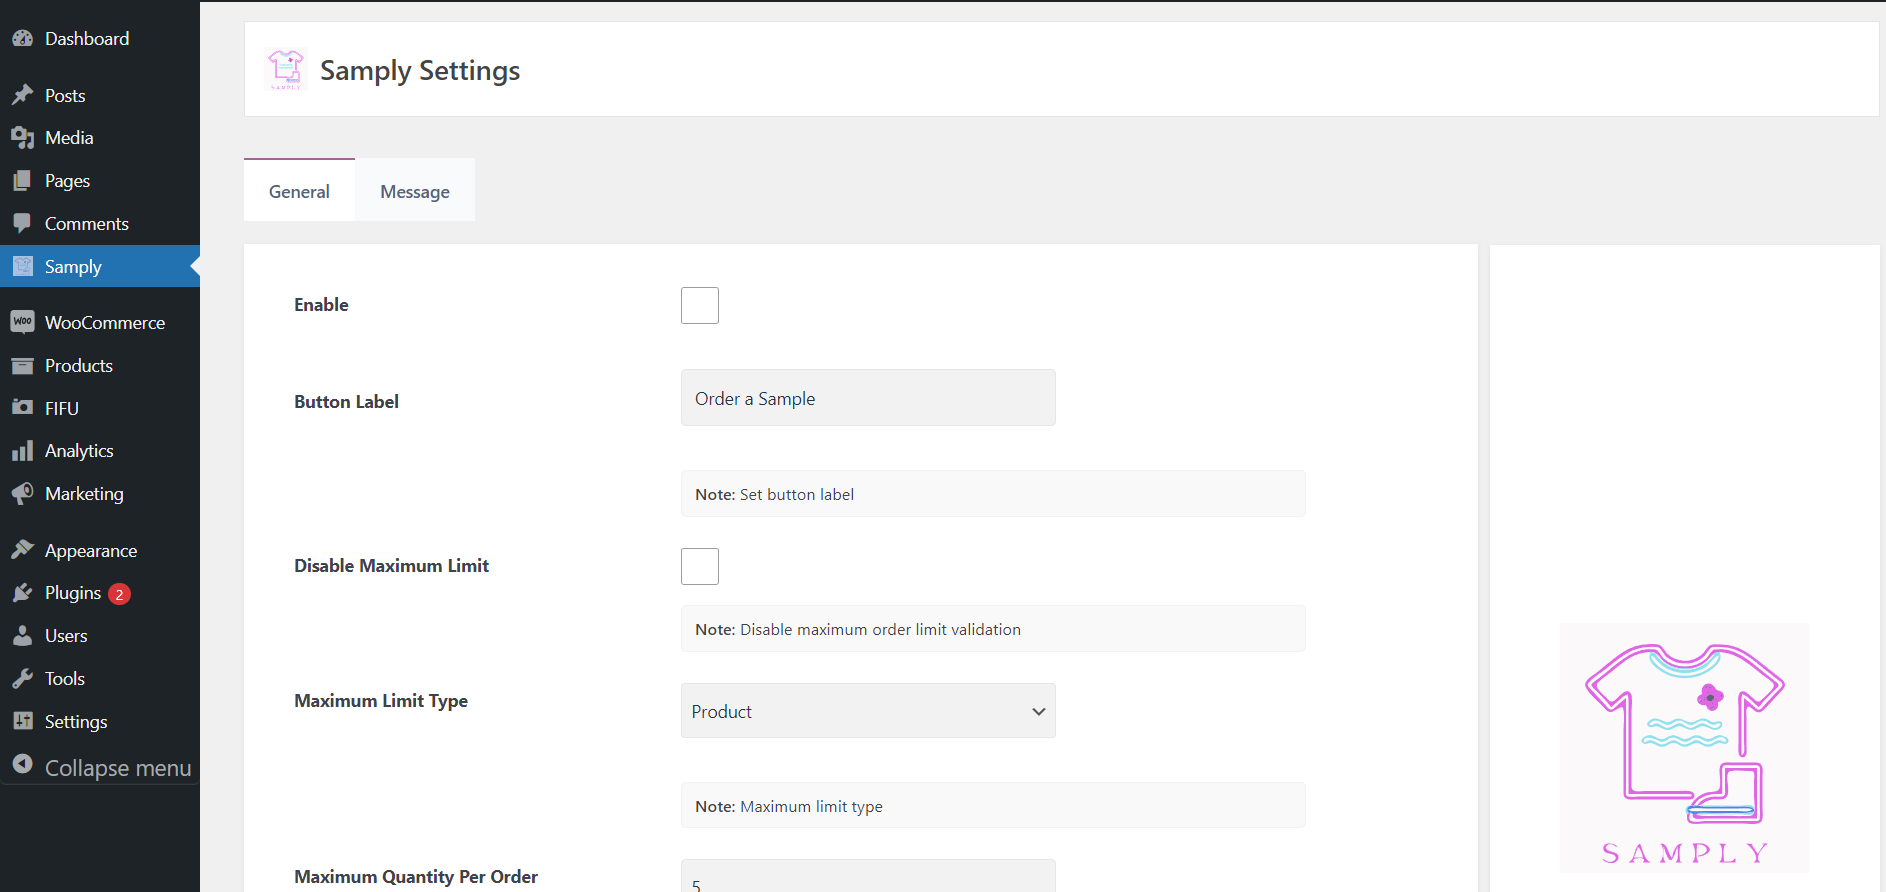 Dashboard
Posts
Media
Pages
Comments
Samply
WooCommerce
Products
FIFU
Analytics
Marketing
Appearance
Plugins 2
Users
Tools
Settings
Collapse menu
SAMPLY
Samply Settings
General
Message
Enable
Button Label
Order a Sample
Note: Set button label
Disable Maximum Limit
Note: Disable maximum order limit validation
Maximum Limit Type
Product
Note: Maximum limit type
Maximum Quantity Per Order
5
SAMPLY